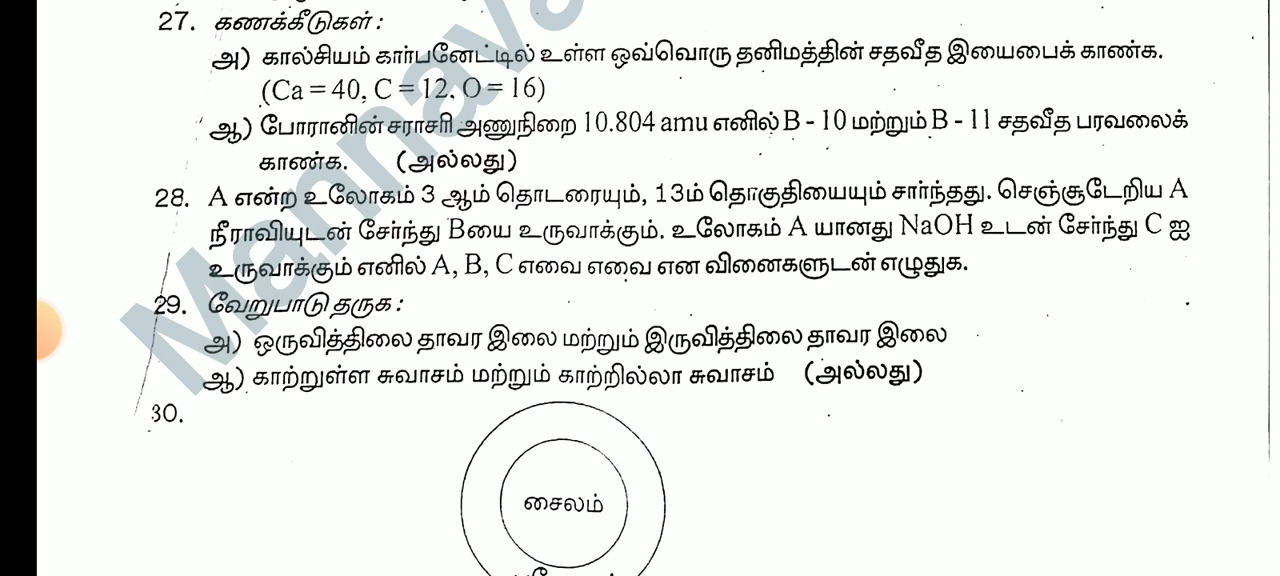 27. கணக்கீடுகள் :
அ) கால்சியம் கார்பனேட்டில் உள்ள ஒவ்வொரு தனிமத்தின் சதவீத இயைபைக் காண்க.
(Ca = 40, C = 12, O = 16)
ஆ) போரானின் சராசரி அணுநிறை 10.804 amu எனில் B - 10 மற்றும் B - 11 சதவீத பரவலைக்
காண்க. (அல்லது)
28. A என்ற உலோகம் 3 ஆம் தொடரையும், 13ம் தொகுதியையும் சார்ந்தது. செஞ்சூடேறிய A
நீராவியுடன் சேர்ந்து Bயை உருவாக்கும். உலோகம் A யானது NaOH உடன் சேர்ந்து C ஐ
உருவாக்கும் எனில் A, B, C எவை எவை என வினைகளுடன் எழுதுக.
29. வேறுபாடு தருக :
அ) ஒருவித்திலை தாவர இலை மற்றும் இருவித்திலை தாவர இலை
ஆ) காற்றுள்ள சுவாசம் மற்றும் காற்றில்லா சுவாசம் (அல்லது)
30.
சைலம்